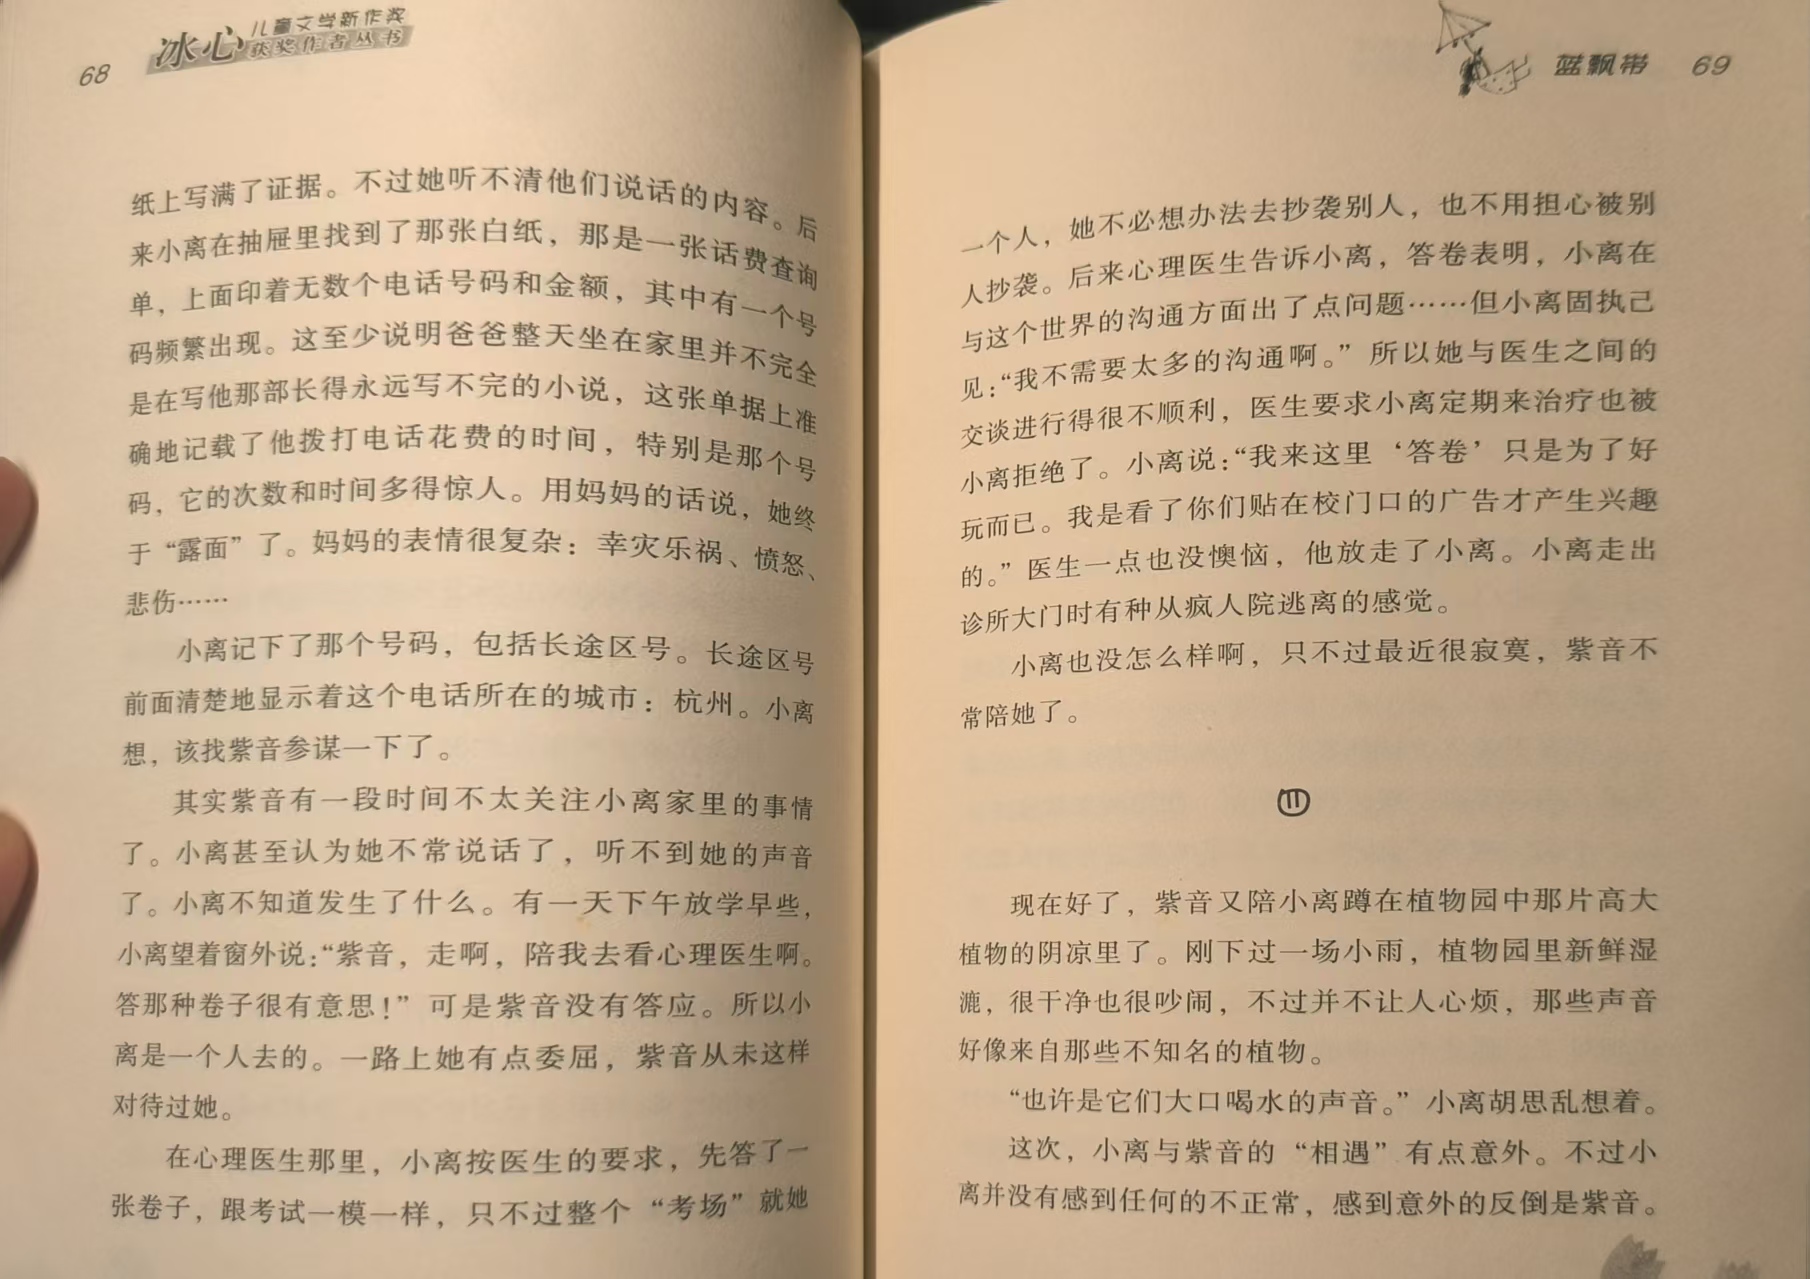 68
冰心
儿童文学新作奖
获奖作者丛书
纸上写满了证据。不过她听不清他们说话的内容。后
来小离在抽屉里找到了那张白纸，那是一张话费查询
单，上面印着无数个电话号码和金额，其中有一个号
码频繁出现。这至少说明爸爸整天坐在家里并不完全
是在写他那部长得永远写不完的小说，这张单据上准
确地记载了他拨打电话花费的时间，特别是那个号
码，它的次数和时间多得惊人。用妈妈的话说，她终
于“露面”了。妈妈的表情很复杂：幸灾乐祸、愤怒、
悲伤……
小离记下了那个号码，包括长途区号。长途区号
前面清楚地显示着这个电话所在的城市：杭州。小离
想，该找紫音参谋一下了。
其实紫音有一段时间不太关注小离家里的事情
了。小离甚至认为她不常说话了，听不到她的声音
了。小离不知道发生了什么。有一天下午放学早些，
小离望着窗外说：“紫音，走啊，陪我去看心理医生啊。
答那种卷子很有意思！”可是紫音没有答应。所以小
离是一个人去的。一路上她有点委屈，紫音从未这样
对待过她。
在心理医生那里，小离按医生的要求，先答了一
张卷子，跟考试一模一样，只不过整个“考场”就她
蓝飘带 69
一个人，她不必想办法去抄袭别人，也不用担心被别
人抄袭。后来心理医生告诉小离，答卷表明，小离在
与这个世界的沟通方面出了点问题……但小离固执己
见：“我不需要太多的沟通啊。”所以她与医生之间的
交谈进行得很不顺利，医生要求小离定期来治疗也被
小离拒绝了。小离说：“我来这里‘答卷’只是为了好
玩而已。我是看了你们贴在校门口的广告才产生兴趣
的。”医生一点也没懊恼，他放走了小离。小离走出
诊所大门时有种从疯人院逃离的感觉。
小离也没怎么样啊，只不过最近很寂寞，紫音不
常陪她了。
⑪
现在好了，紫音又陪小离蹲在植物园中那片高大
植物的阴凉里了。刚下过一场小雨，植物园里新鲜湿
漉，很干净也很吵闹，不过并不让人心烦，那些声音
好像来自那些不知名的植物。
“也许是它们大口喝水的声音。”小离胡思乱想着。
这次，小离与紫音的“相遇”有点意外。不过小
离并没有感到任何的不正常，感到意外的反倒是紫音。